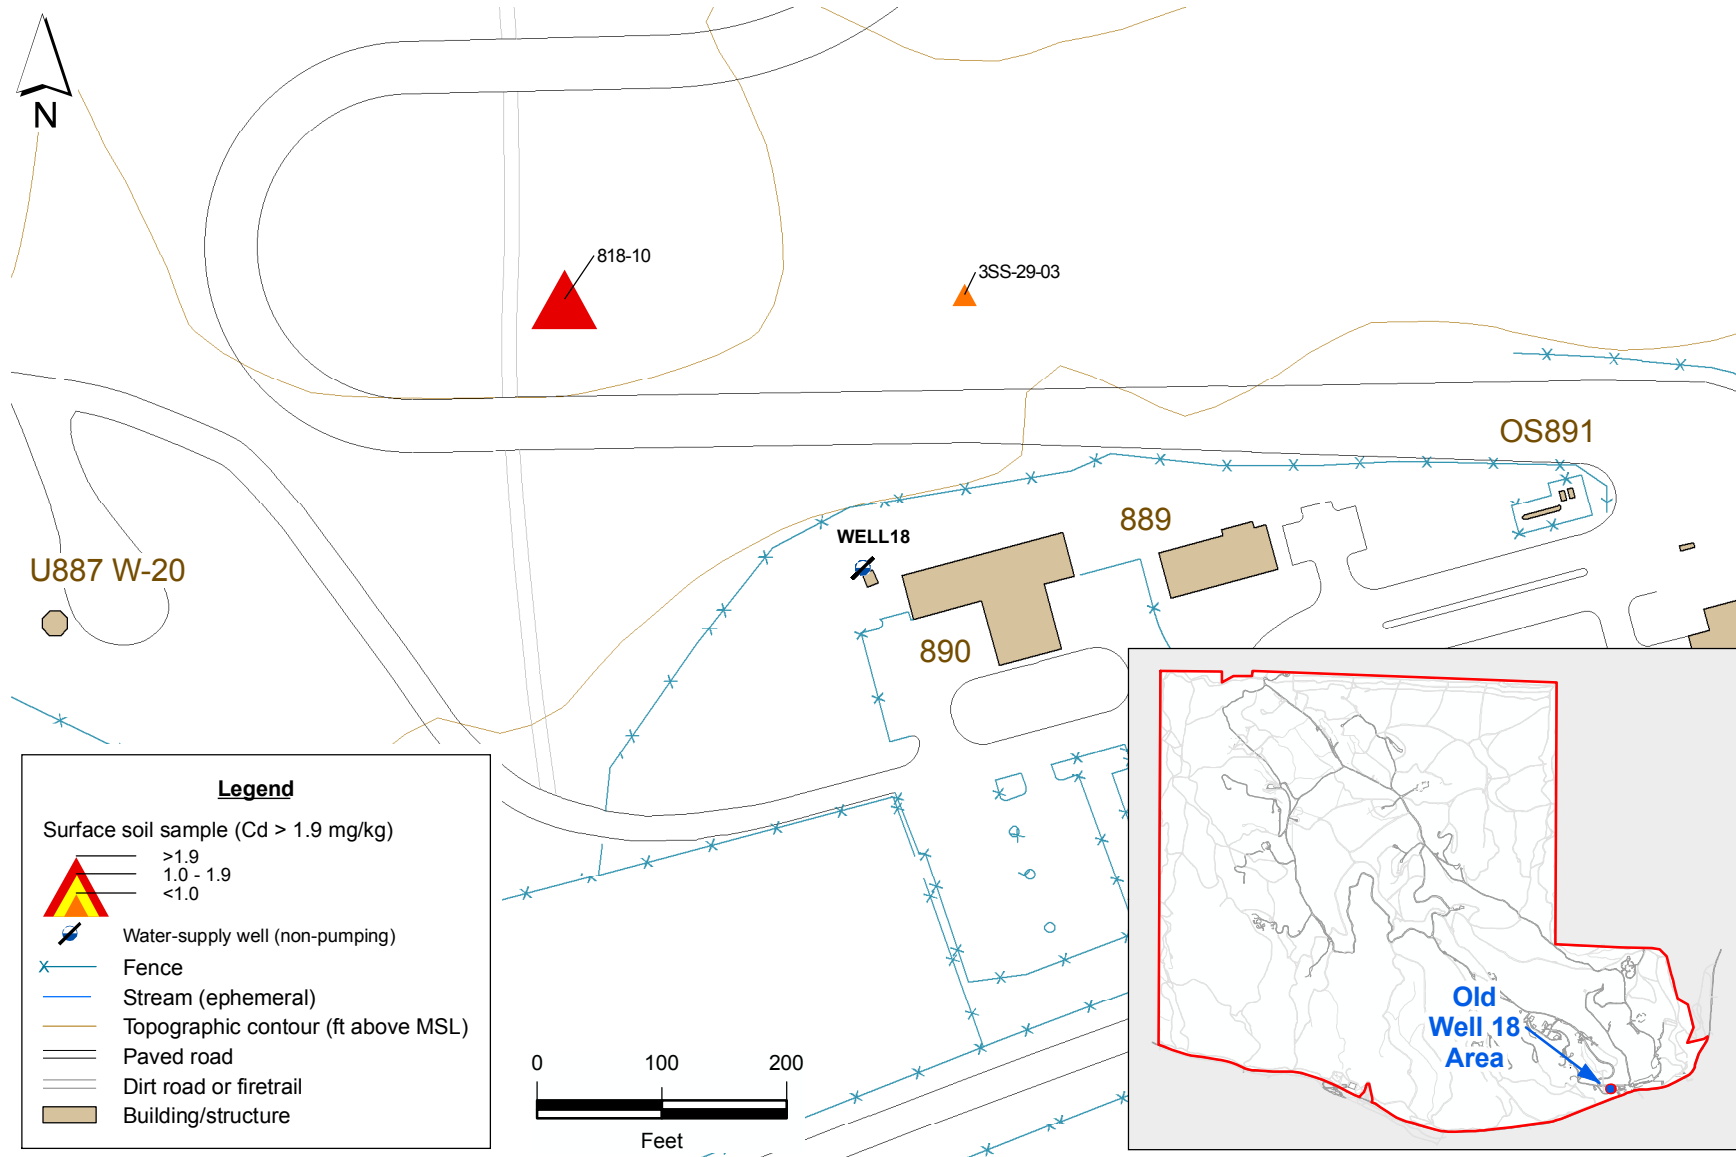 N
818-10
3SS-29-03
OS891
889
WELL18
U887 W-20
890
Legend
Surface soil sample (Cd > 1.9 mg/kg)
>1.9
1.0 - 1.9
<1.0
Water-supply well (non-pumping)
Fence
Stream (ephemeral)
Topographic contour (ft above MSL)
Paved road
Dirt road or firetrail
Building/structure
0 100 200
Feet
Old
Well 18
Area